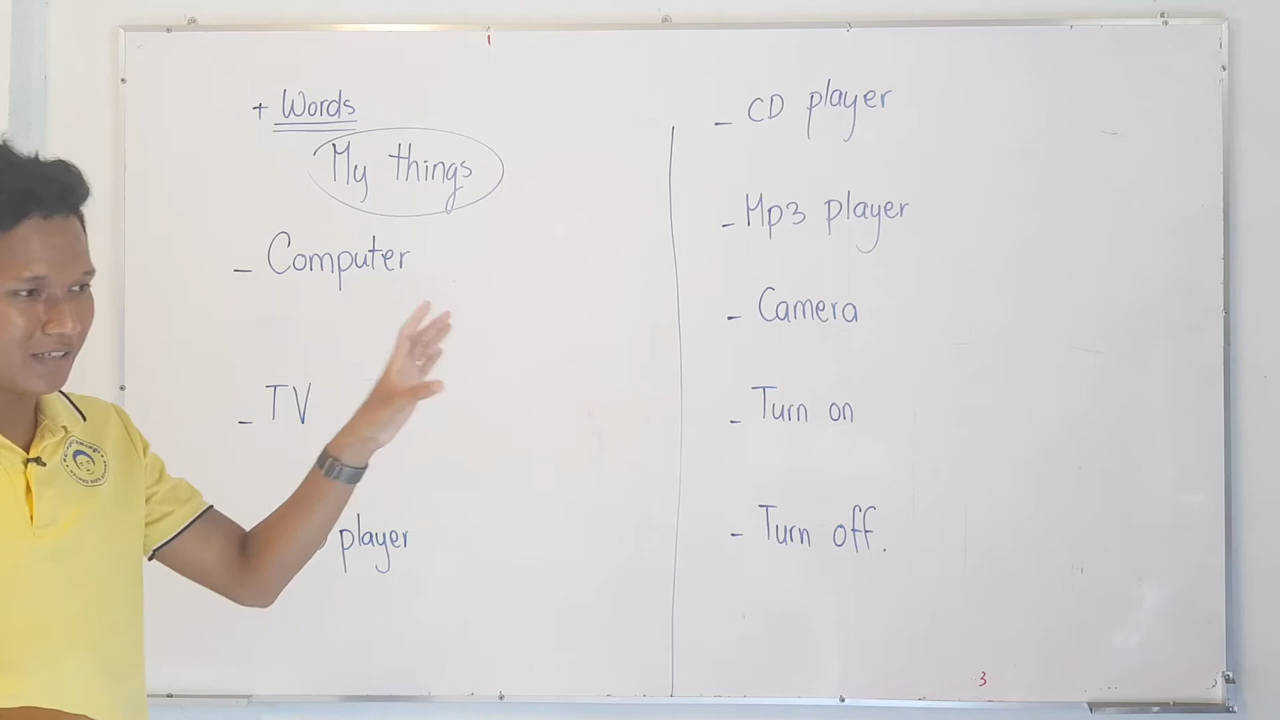 + Words
My things
- Computer
- TV
player
- CD player
- Mp3 player
- Camera
- Turn on
- Turn off.
3